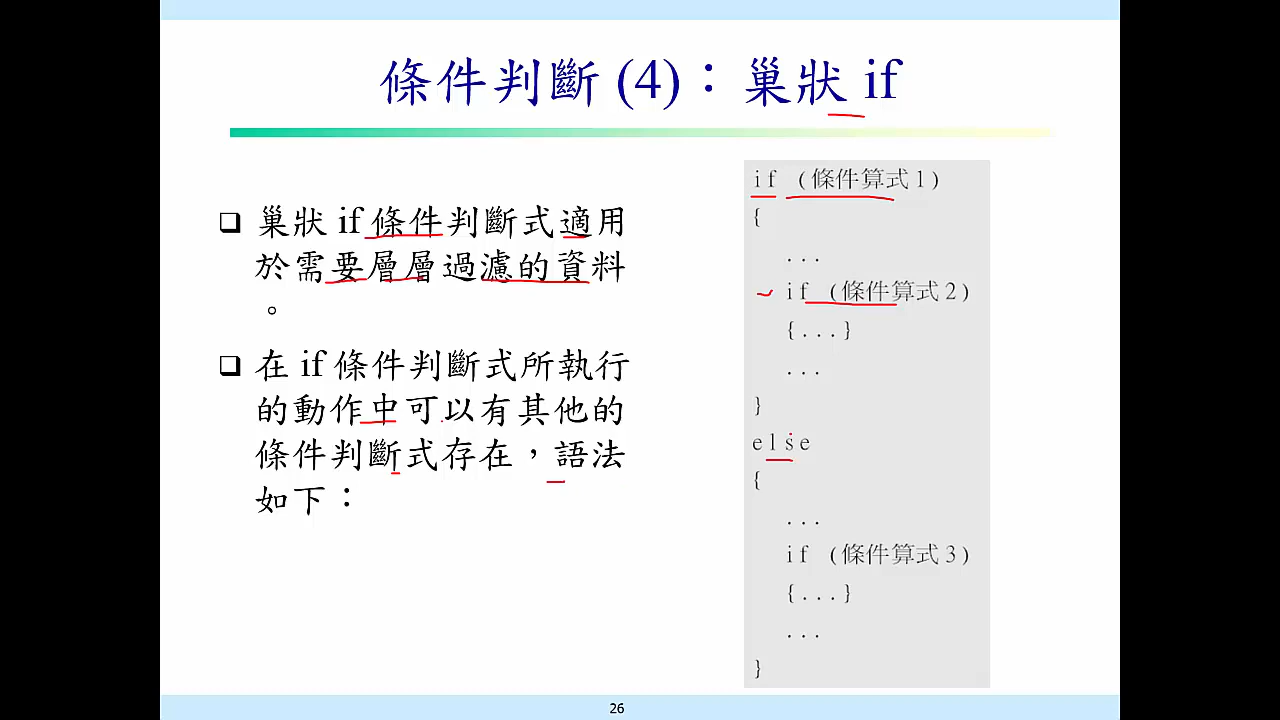 條件判斷 (4)：巢狀 if
巢狀 if 條件判斷式適用
於需要層層過濾的資料
。
在 if 條件判斷式所執行
的動作中可以有其他的
條件判斷式存在，語法
如下：
if (條件算式1)
{
...
if (條件算式2)
{...}
...
}
else
{
...
if (條件算式3)
{...}
...
}
26